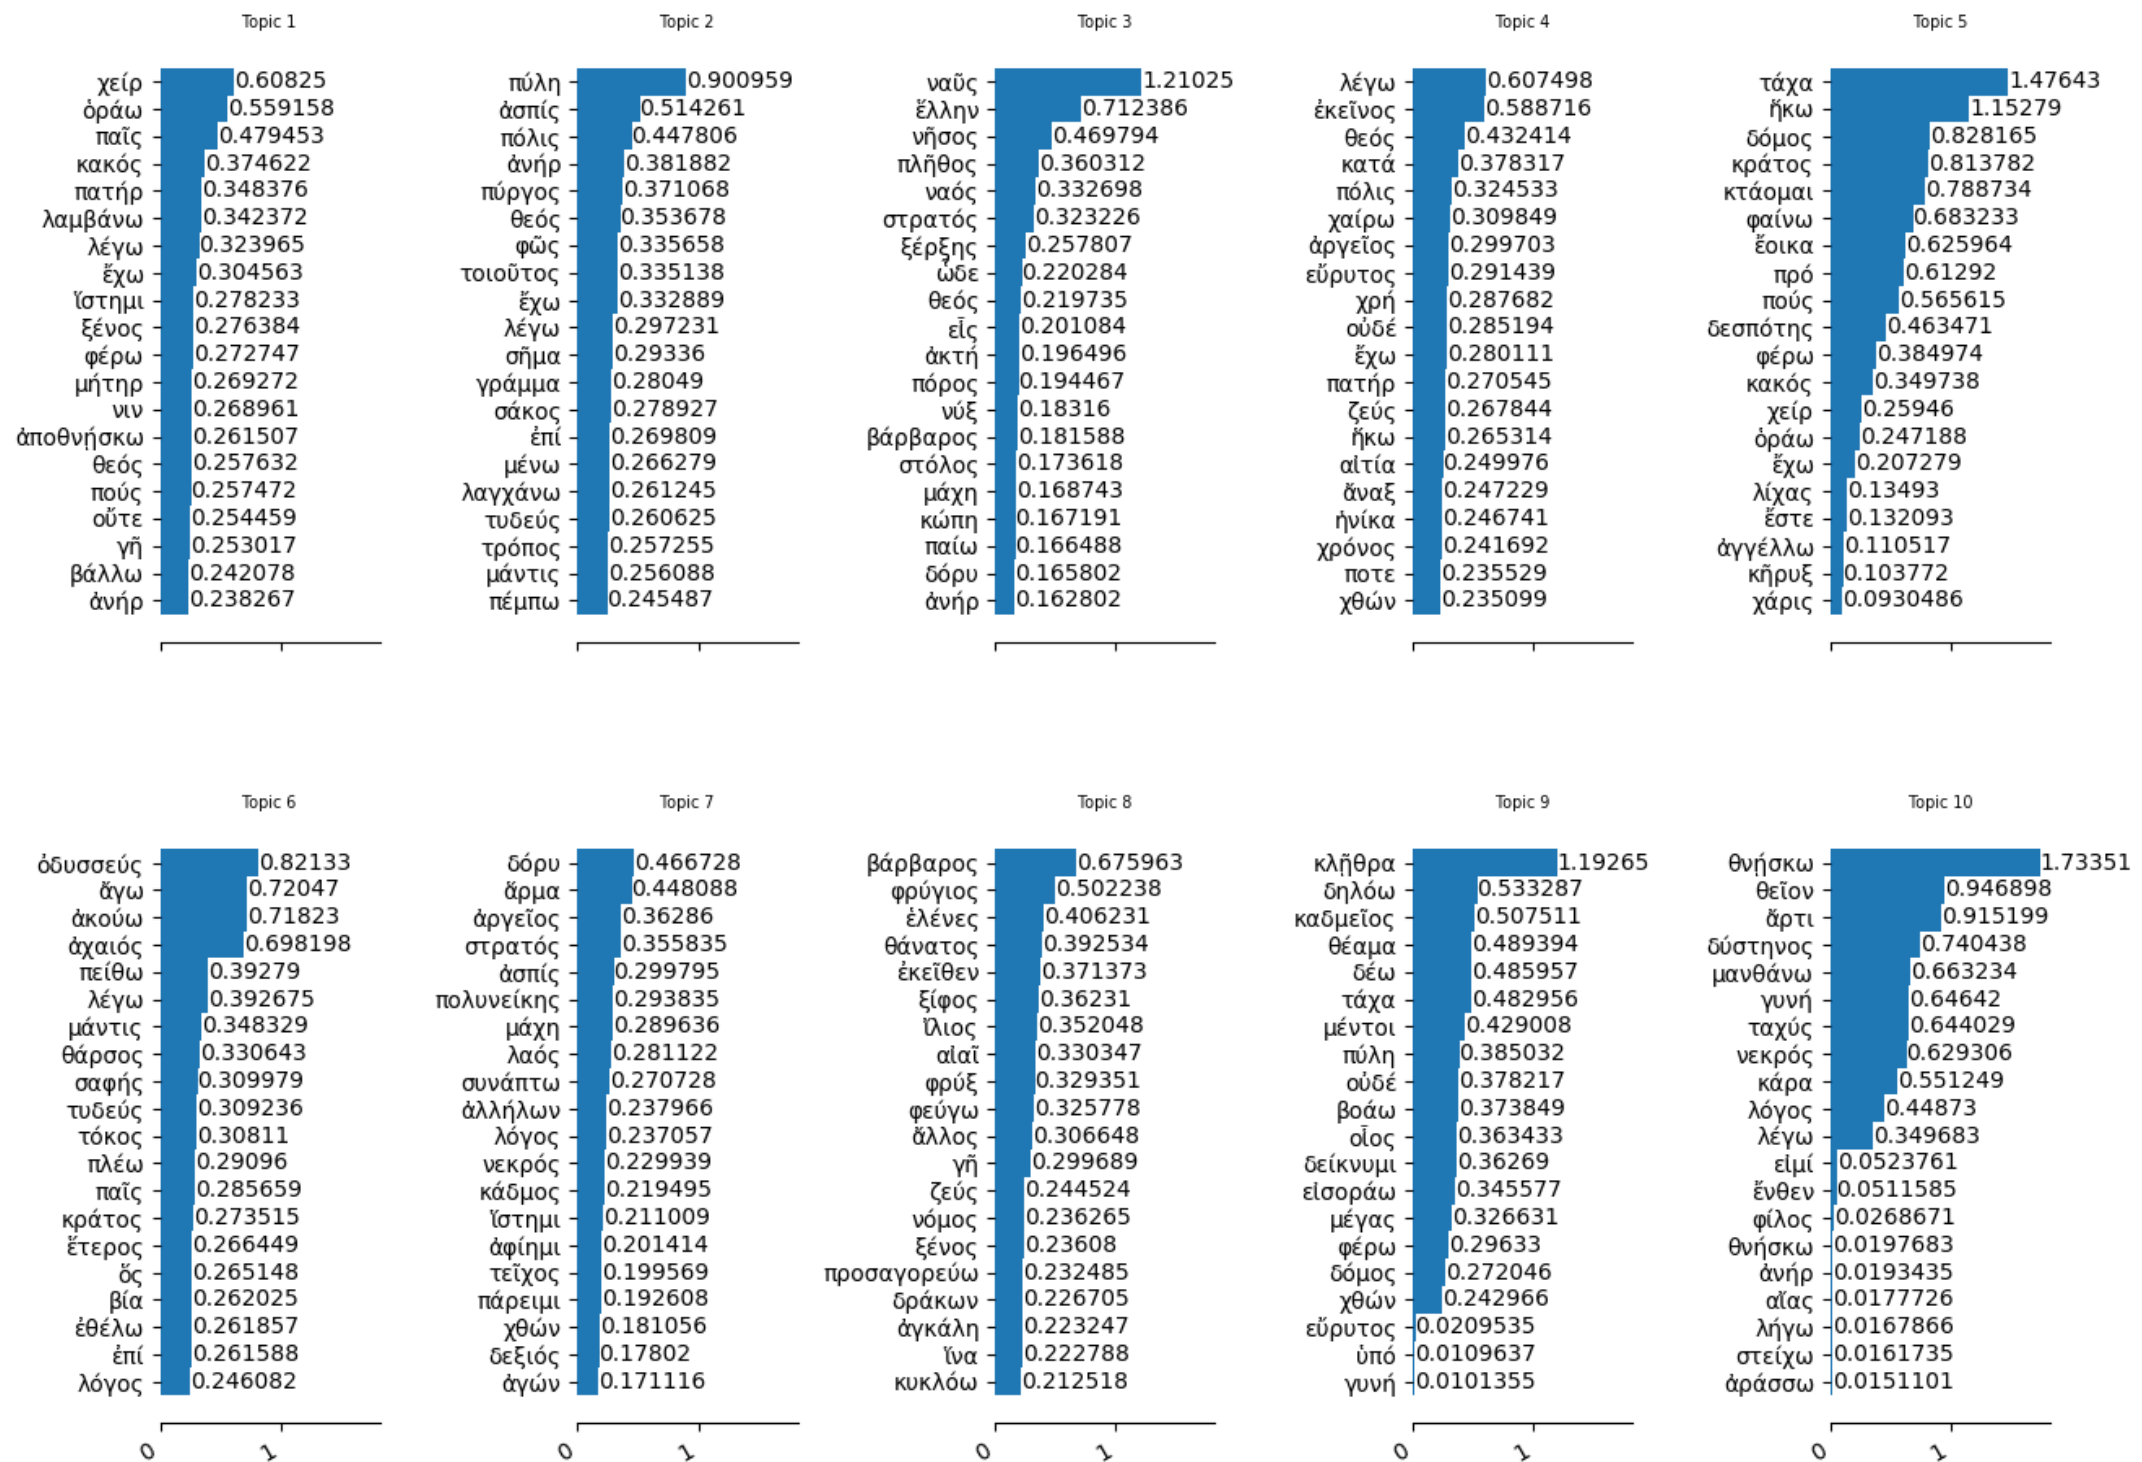 Topic 1
χείρ 0.60825
ὁράω 0.559158
παῖς 0.479453
κακός 0.374622
πατήρ 0.348376
λαμβάνω 0.342372
λέγω 0.323965
ἔχω 0.304563
ἵστημι 0.278233
ξένος 0.276384
φέρω 0.272747
μήτηρ 0.269272
νιν 0.268961
ἀποθνῄσκω 0.261507
θεός 0.257632
πούς 0.257472
οὔτε 0.254459
γῆ 0.253017
βάλλω 0.242078
ἀνήρ 0.238267
Topic 2
πύλη 0.900959
ἀσπίς 0.514261
πόλις 0.447806
ἀνήρ 0.381882
πύργος 0.371068
θεός 0.353678
φῶς 0.335658
τοιοῦτος 0.335138
ἔχω 0.332889
λέγω 0.297231
σῆμα 0.29336
γράμμα 0.28049
σάκος 0.278927
ἐπί 0.269809
μένω 0.266279
λαγχάνω 0.261245
τυδεύς 0.260625
τρόπος 0.257255
μάντις 0.256088
πέμπω 0.245487
Topic 3
ναῦς 1.21025
ἕλλην 0.712386
νῆσος 0.469794
πλῆθος 0.360312
ναός 0.332698
στρατός 0.323226
ξέρξης 0.257807
ὧδε 0.220284
θεός 0.219735
εἷς 0.201084
ἀκτή 0.196496
πόρος 0.194467
νύξ 0.18316
βάρβαρος 0.181588
στόλος 0.173618
μάχη 0.168743
κώπη 0.167191
παίω 0.166488
δόρυ 0.165802
ἀνήρ 0.162802
Topic 4
λέγω 0.607498
ἐκεῖνος 0.588716
θεός 0.432414
κατά 0.378317
πόλις 0.324533
χαίρω 0.309849
ἀργεῖος 0.299703
εὔρυτος 0.291439
χρή 0.287682
οὐδέ 0.285194
ἔχω 0.280111
πατήρ 0.270545
ζεύς 0.267844
ἥκω 0.265314
αἰτία 0.249976
ἄναξ 0.247229
ἡνίκα 0.246741
χρόνος 0.241692
ποτε 0.235529
χθών 0.235099
Topic 5
τάχα 1.47643
ἥκω 1.15279
δόμος 0.828165
κράτος 0.813782
κτάομαι 0.788734
φαίνω 0.683233
ἔοικα 0.625964
πρό 0.61292
πούς 0.565615
δεσπότης 0.463471
φέρω 0.384974
κακός 0.349738
χείρ 0.25946
ὁράω 0.247188
ἔχω 0.207279
λίχας 0.13493
ἔστε 0.132093
ἀγγέλλω 0.110517
κῆρυξ 0.103772
χάρις 0.0930486
Topic 6
ὀδυσσεύς 0.82133
ἄγω 0.72047
ἀκούω 0.71823
ἀχαιός 0.698198
πείθω 0.39279
λέγω 0.392675
μάντις 0.348329
θάρσος 0.330643
σαφής 0.309979
τυδεύς 0.309236
τόκος 0.30811
πλέω 0.29096
παῖς 0.285659
κράτος 0.273515
ἕτερος 0.266449
ὅς 0.265148
βία 0.262025
ἐθέλω 0.261857
ἐπί 0.261588
λόγος 0.246082
0 1
Topic 7
δόρυ 0.466728
ἅρμα 0.448088
ἀργεῖος 0.36286
στρατός 0.355835
ἀσπίς 0.299795
πολυνείκης 0.293835
μάχη 0.289636
λαός 0.281122
συνάπτω 0.270728
ἀλλήλων 0.237966
λόγος 0.237057
νεκρός 0.229939
κάδμος 0.219495
ἵστημι 0.211009
ἀφίημι 0.201414
τεῖχος 0.199569
πάρειμι 0.192608
χθών 0.181056
δεξιός 0.17802
ἀγών 0.171116
0 1
Topic 8
βάρβαρος 0.675963
φρύγιος 0.502238
ἑλένες 0.406231
θάνατος 0.392534
ἐκεῖθεν 0.371373
ξίφος 0.36231
ἴλιος 0.352048
αἰαῖ 0.330347
φρύξ 0.329351
φεύγω 0.325778
ἄλλος 0.306648
γῆ 0.299689
ζεύς 0.244524
νόμος 0.236265
ξένος 0.23608
προσαγορεύω 0.232485
δράκων 0.226705
ἀγκάλη 0.223247
ἵνα 0.222788
κυκλόω 0.212518
0 1
Topic 9
κλῇθρα 1.19265
δηλόω 0.533287
καδμεῖος 0.507511
θέαμα 0.489394
δέω 0.485957
τάχα 0.482956
μέντοι 0.429008
πύλη 0.385032
οὐδέ 0.378217
βοάω 0.373849
οἷος 0.363433
δείκνυμι 0.36269
εἰσοράω 0.345577
μέγας 0.326631
φέρω 0.29633
δόμος 0.272046
χθών 0.242966
εὔρυτος 0.0209535
ὑπό 0.0109637
γυνή 0.0101355
0 1
Topic 10
θνῄσκω 1.73351
θεῖον 0.946898
ἄρτι 0.915199
δύστηνος 0.740438
μανθάνω 0.663234
γυνή 0.64642
ταχύς 0.644029
νεκρός 0.629306
κάρα 0.551249
λόγος 0.44873
λέγω 0.349683
εἰμί 0.0523761
ἔνθεν 0.0511585
φίλος 0.0268671
θνήσκω 0.0197683
ἀνήρ 0.0193435
αἴας 0.0177726
λήγω 0.0167866
στείχω 0.0161735
ἀράσσω 0.0151101
0 1